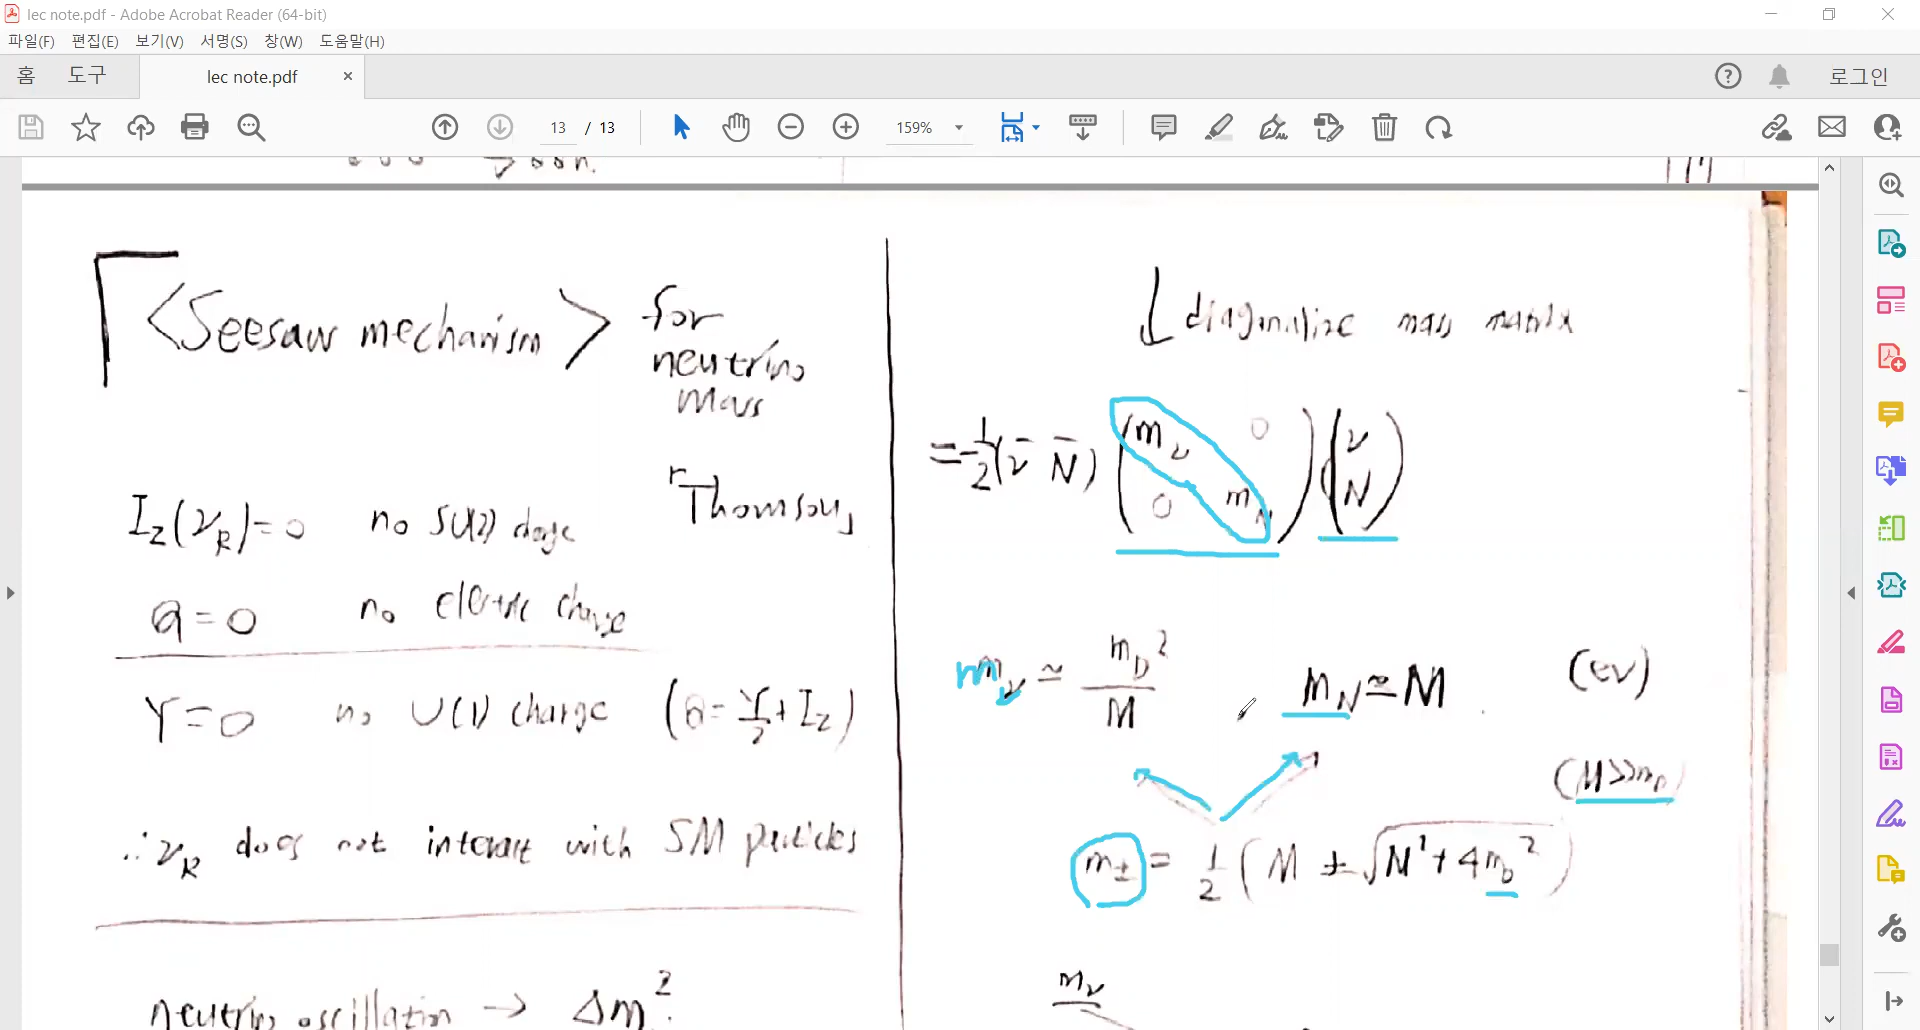 lec note.pdf - Adobe Acrobat Reader (64-bit)
파일(F) 편집(E) 보기(V) 서명(S) 창(W) 도움말(H)
홈 도구 lec note.pdf × 로그인
13 / 13 159%
<Seesaw mechanism> for
neutrino
mass
Thomson
I_Z(ν_R)=0 no SU(2) charge
Q=0 no electric charge
Y=0 no U(1) charge (Q=Y/2+I_Z)
∴ν_R does not interact with SM particles
neutrino oscillation → Δm²
↓ diagonalize mass matrix
=-1/2(ν̄ N̄)(m_ν 0
0 m_N)(ν
N)
m_ν ≃ m_D²/M , m_N≃M (eV)
(M>>m_D)
m_± = 1/2(M ± √M²+4m_D²)
m_ν